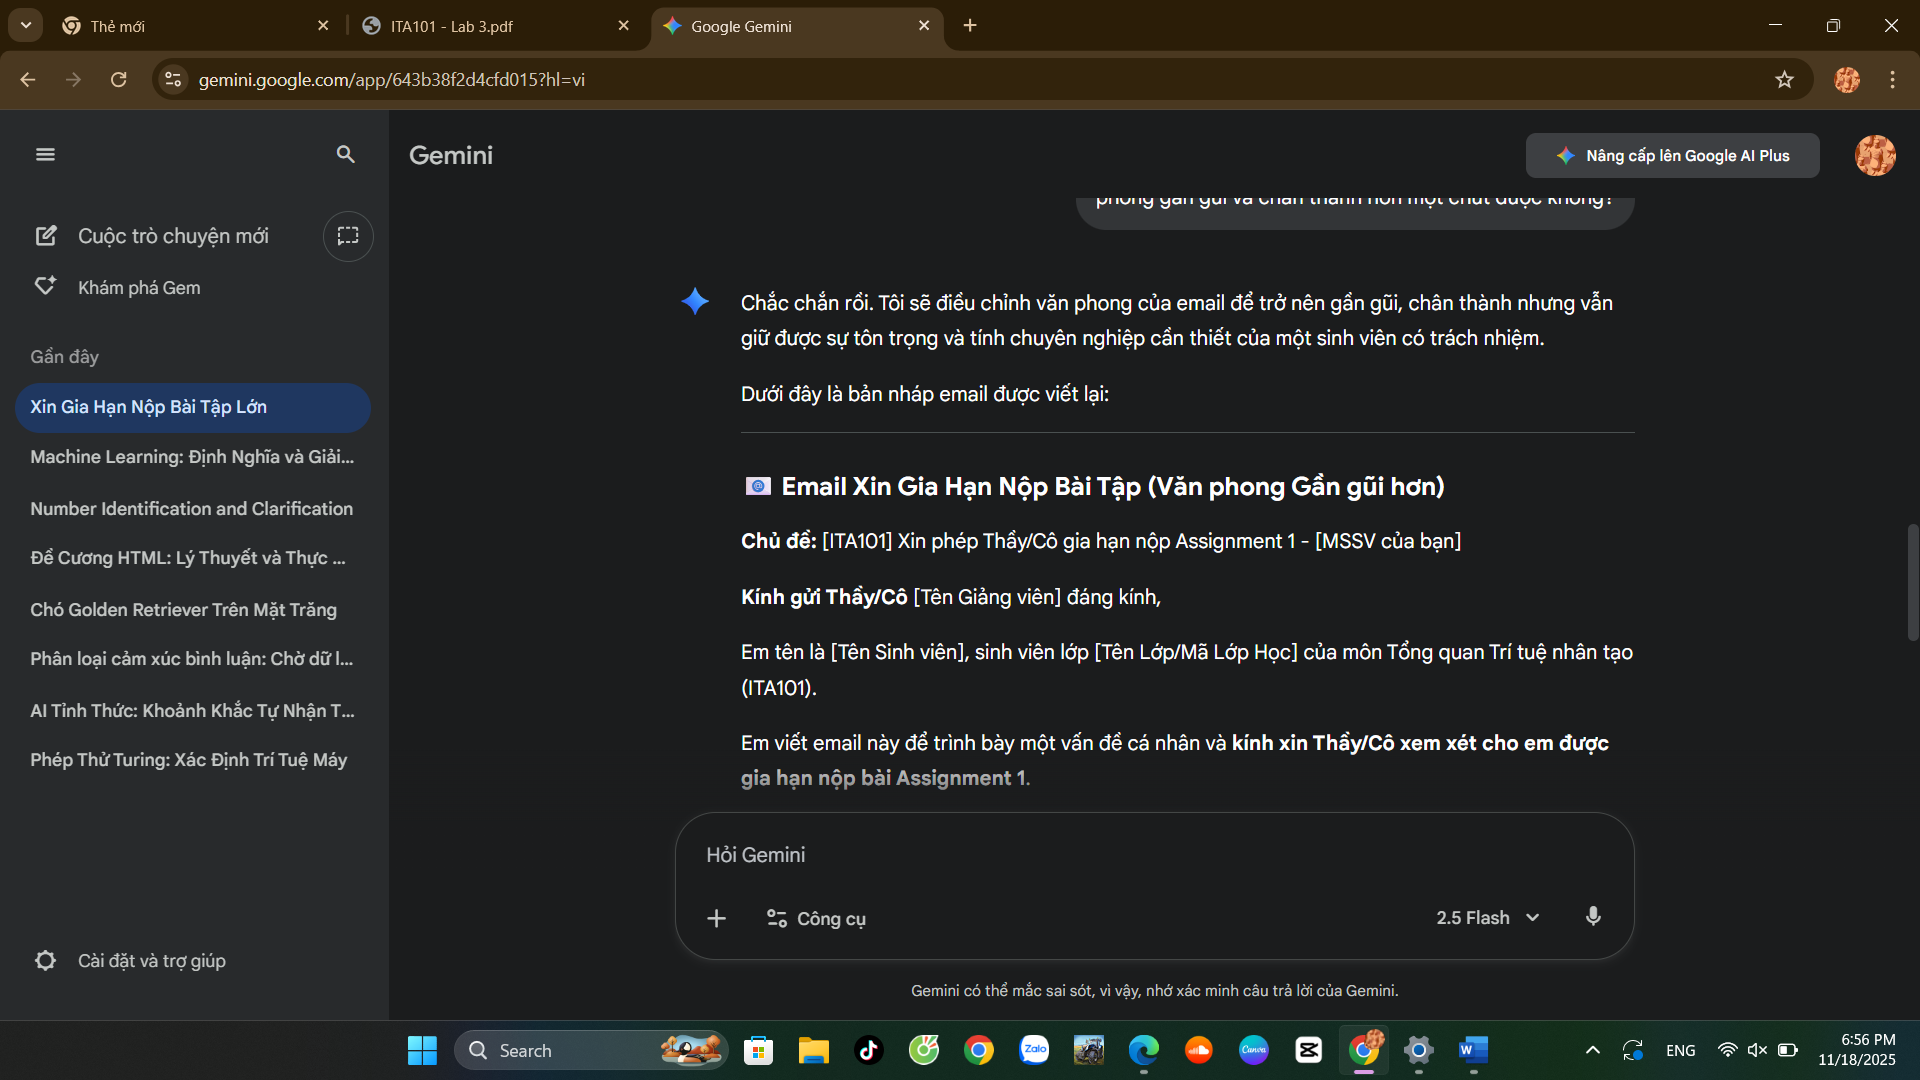 Thẻ mới
ITA101 - Lab 3.pdf
Google Gemini
gemini.google.com/app/643b38f2d4cfd015?hl=vi
Gemini
Nâng cấp lên Google AI Plus
Cuộc trò chuyện mới
Khám phá Gem
Gần đây
Xin Gia Hạn Nộp Bài Tập Lớn
Machine Learning: Định Nghĩa và Giải...
Number Identification and Clarification
Đề Cương HTML: Lý Thuyết và Thực ...
Chó Golden Retriever Trên Mặt Trăng
Phân loại cảm xúc bình luận: Chờ dữ l...
AI Tỉnh Thức: Khoảnh Khắc Tự Nhận T...
Phép Thử Turing: Xác Định Trí Tuệ Máy
Cài đặt và trợ giúp
phong gần gũi và chân thành hơn một chút được không?
Chắc chắn rồi. Tôi sẽ điều chỉnh văn phong của email để trở nên gần gũi, chân thành nhưng vẫn
giữ được sự tôn trọng và tính chuyên nghiệp cần thiết của một sinh viên có trách nhiệm.
Dưới đây là bản nháp email được viết lại:
Email Xin Gia Hạn Nộp Bài Tập (Văn phong Gần gũi hơn)
Chủ đề: [ITA101] Xin phép Thầy/Cô gia hạn nộp Assignment 1 - [MSSV của bạn]
Kính gửi Thầy/Cô [Tên Giảng viên] đáng kính,
Em tên là [Tên Sinh viên], sinh viên lớp [Tên Lớp/Mã Lớp Học] của môn Tổng quan Trí tuệ nhân tạo
(ITA101).
Em viết email này để trình bày một vấn đề cá nhân và kính xin Thầy/Cô xem xét cho em được
gia hạn nộp bài Assignment 1.
Hỏi Gemini
Công cụ
2.5 Flash
Gemini có thể mắc sai sót, vì vậy, nhớ xác minh câu trả lời của Gemini.
Search
Zalo
Canva
W
ENG
6:56 PM
11/18/2025